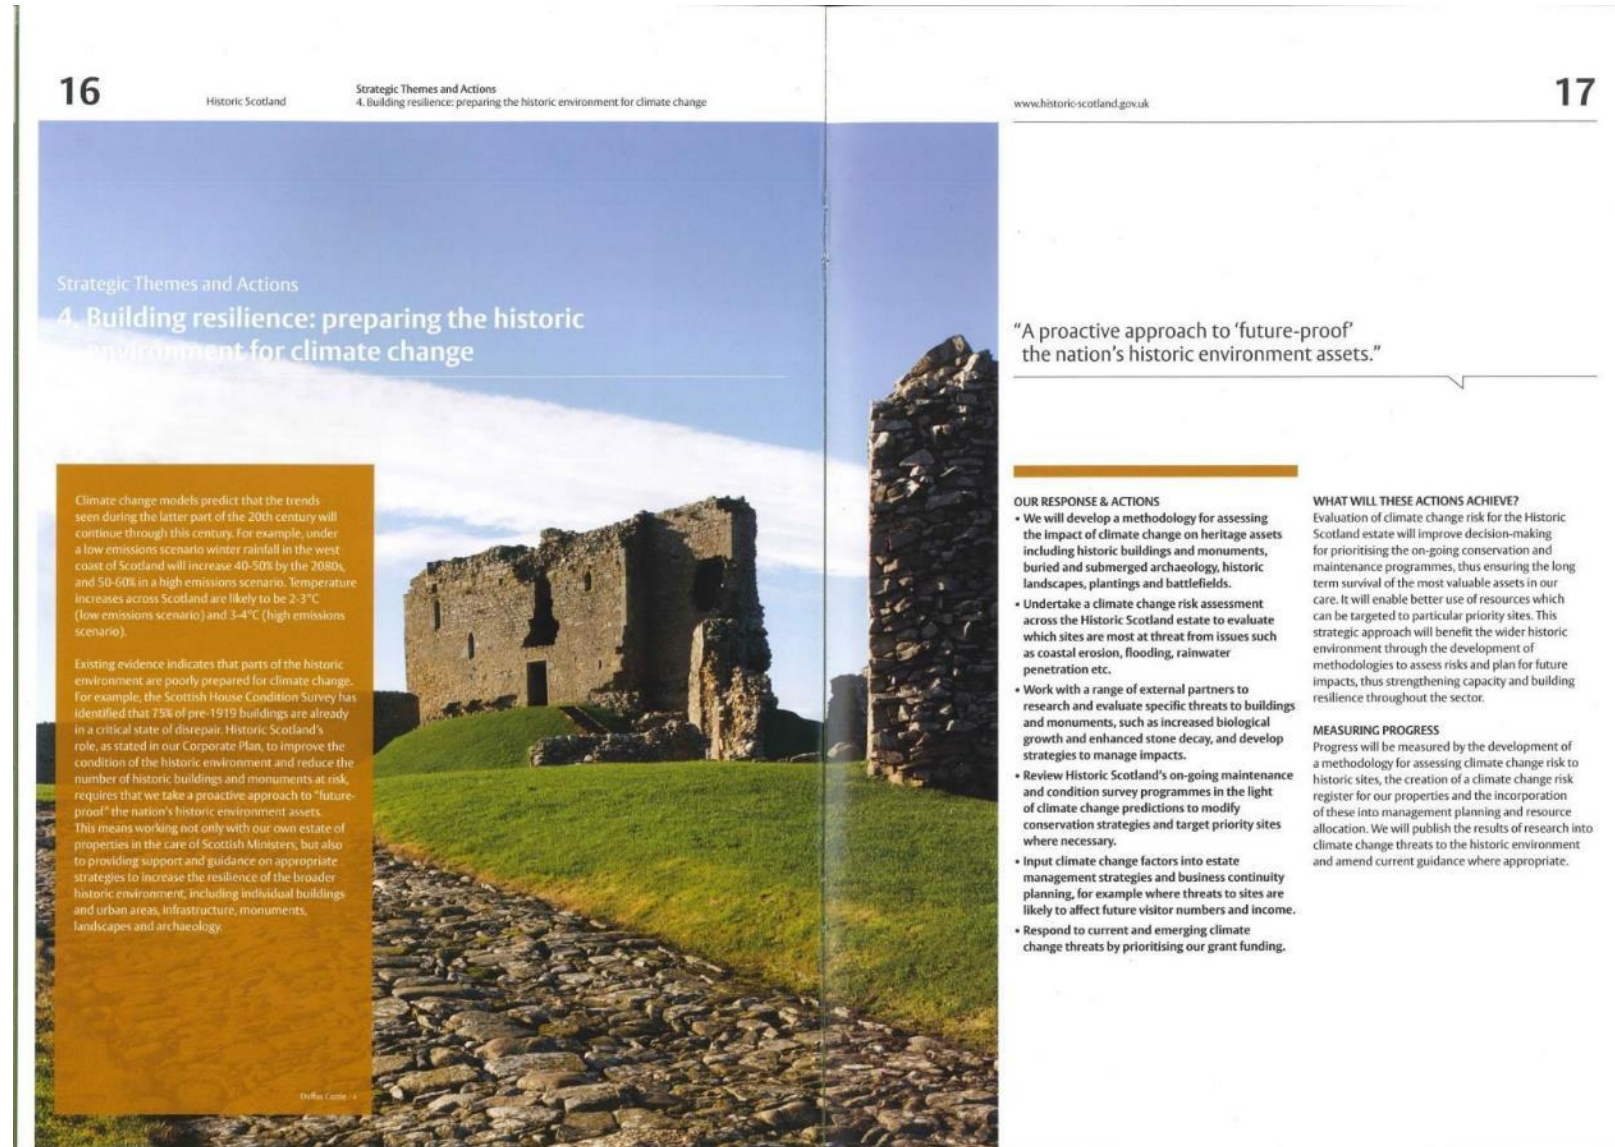 16
Historic Scotland
Strategic Themes and Actions
4. Building resilience: preparing the historic environment for climate change
www.historic-scotland.gov.uk
17
Strategic Themes and Actions
4. Building resilience: preparing the historic
environment for climate change
Climate change models predict that the trends
seen during the latter part of the 20th century will
continue through this century. For example, under
a low emissions scenario winter rainfall in the west
coast of Scotland will increase 40-50% by the 2080s,
and 50-60% in a high emissions scenario. Temperature
increases across Scotland are likely to be 2-3°C
(low emissions scenario) and 3-4°C (high emissions
scenario).
Existing evidence indicates that parts of the historic
environment are poorly prepared for climate change.
For example, the Scottish House Condition Survey has
identified that 75% of pre-1919 buildings are already
in a critical state of disrepair. Historic Scotland's
role, as stated in our Corporate Plan, to improve the
condition of the historic environment and reduce the
number of historic buildings and monuments at risk,
requires that we take a proactive approach to "future-
proof" the nation's historic environment assets.
This means working not only with our own estate of
properties in the care of Scottish Ministers, but also
to providing support and guidance on appropriate
strategies to increase the resilience of the broader
historic environment, including individual buildings
and urban areas, infrastructure, monuments,
landscapes and archaeology.
Duffus Castle
"A proactive approach to 'future-proof'
the nation's historic environment assets."
OUR RESPONSE & ACTIONS
• We will develop a methodology for assessing
the impact of climate change on heritage assets
including historic buildings and monuments,
buried and submerged archaeology, historic
landscapes, plantings and battlefields.
• Undertake a climate change risk assessment
across the Historic Scotland estate to evaluate
which sites are most at threat from issues such
as coastal erosion, flooding, rainwater
penetration etc.
• Work with a range of external partners to
research and evaluate specific threats to buildings
and monuments, such as increased biological
growth and enhanced stone decay, and develop
strategies to manage impacts.
• Review Historic Scotland's on-going maintenance
and condition survey programmes in the light
of climate change predictions to modify
conservation strategies and target priority sites
where necessary.
• Input climate change factors into estate
management strategies and business continuity
planning, for example where threats to sites are
likely to affect future visitor numbers and income.
• Respond to current and emerging climate
change threats by prioritising our grant funding.
WHAT WILL THESE ACTIONS ACHIEVE?
Evaluation of climate change risk for the Historic
Scotland estate will improve decision-making
for prioritising the on-going conservation and
maintenance programmes, thus ensuring the long
term survival of the most valuable assets in our
care. It will enable better use of resources which
can be targeted to particular priority sites. This
strategic approach will benefit the wider historic
environment through the development of
methodologies to assess risks and plan for future
impacts, thus strengthening capacity and building
resilience throughout the sector.
MEASURING PROGRESS
Progress will be measured by the development of
a methodology for assessing climate change risk to
historic sites, the creation of a climate change risk
register for our properties and the incorporation
of these into management planning and resource
allocation. We will publish the results of research into
climate change threats to the historic environment
and amend current guidance where appropriate.